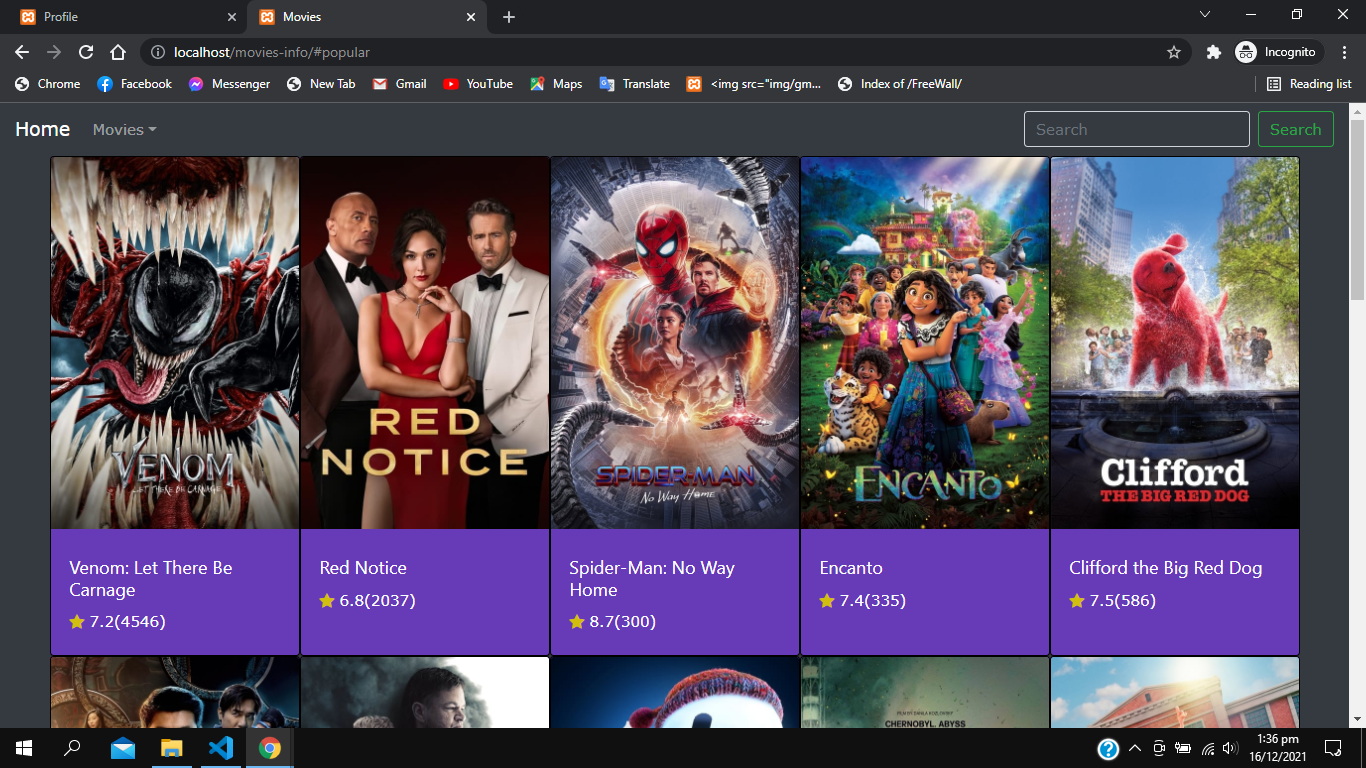 Profile
Movies
localhost/movies-info/#popular
Incognito
Chrome
Facebook
Messenger
New Tab
Gmail
YouTube
Maps
Translate
<img src="img/gm...
Index of /FreeWall/
Reading list
Home
Movies
Search
Search
VENOM
LET THERE BE CARNAGE
RED
NOTICE
SPIDER-MAN
No Way Home
ENCANTO
Clifford
THE BIG RED DOG
Venom: Let There Be
Carnage
7.2(4546)
Red Notice
6.8(2037)
Spider-Man: No Way
Home
8.7(300)
Encanto
7.4(335)
Clifford the Big Red Dog
7.5(586)
CHERNOBYL. ABYSS
1:36 pm
16/12/2021